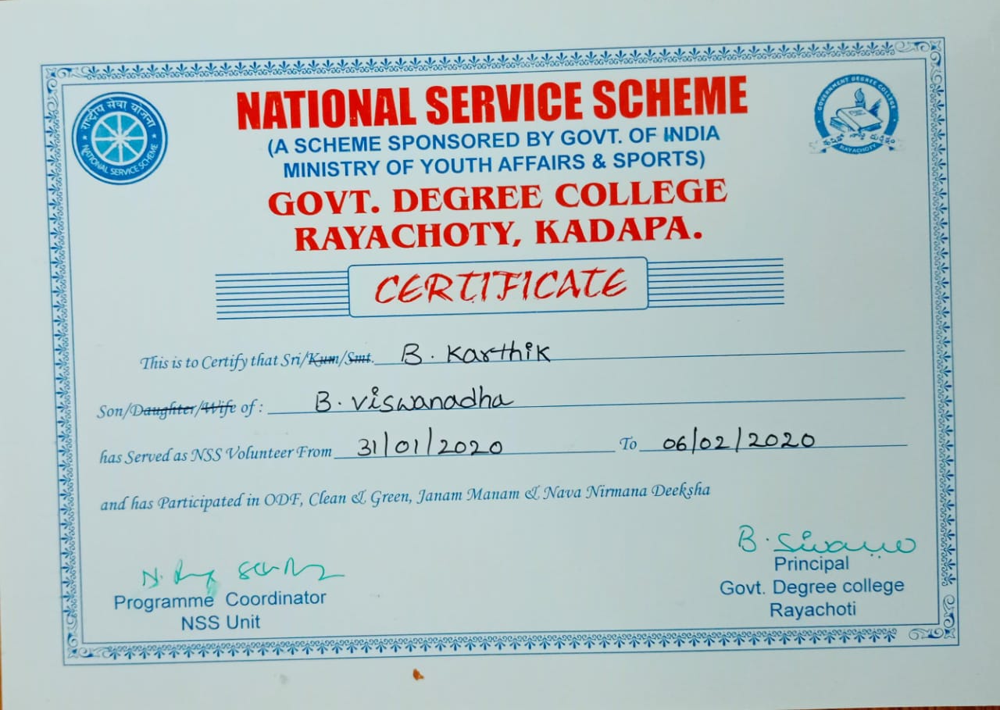 राष्ट्रीय सेवा योजना
NATIONAL SERVICE SCHEME
NATIONAL SERVICE SCHEME
(A SCHEME SPONSORED BY GOVT. OF INDIA
MINISTRY OF YOUTH AFFAIRS & SPORTS)
GOVERNMENT DEGREE COLLEGE
RAYACHOTY
GOVT. DEGREE COLLEGE
RAYACHOTY, KADAPA.
CERTIFICATE
This is to Certify that Sri/Kum/Smt. B. Karthik
Son/Daughter/Wife of : B. Viswanadha
has Served as NSS Volunteer From 31/01/2020 To 06/02/2020
and has Participated in ODF, Clean & Green, Janam Manam & Nava Nirmana Deeksha
Programme Coordinator
NSS Unit
Principal
Govt. Degree college
Rayachoti